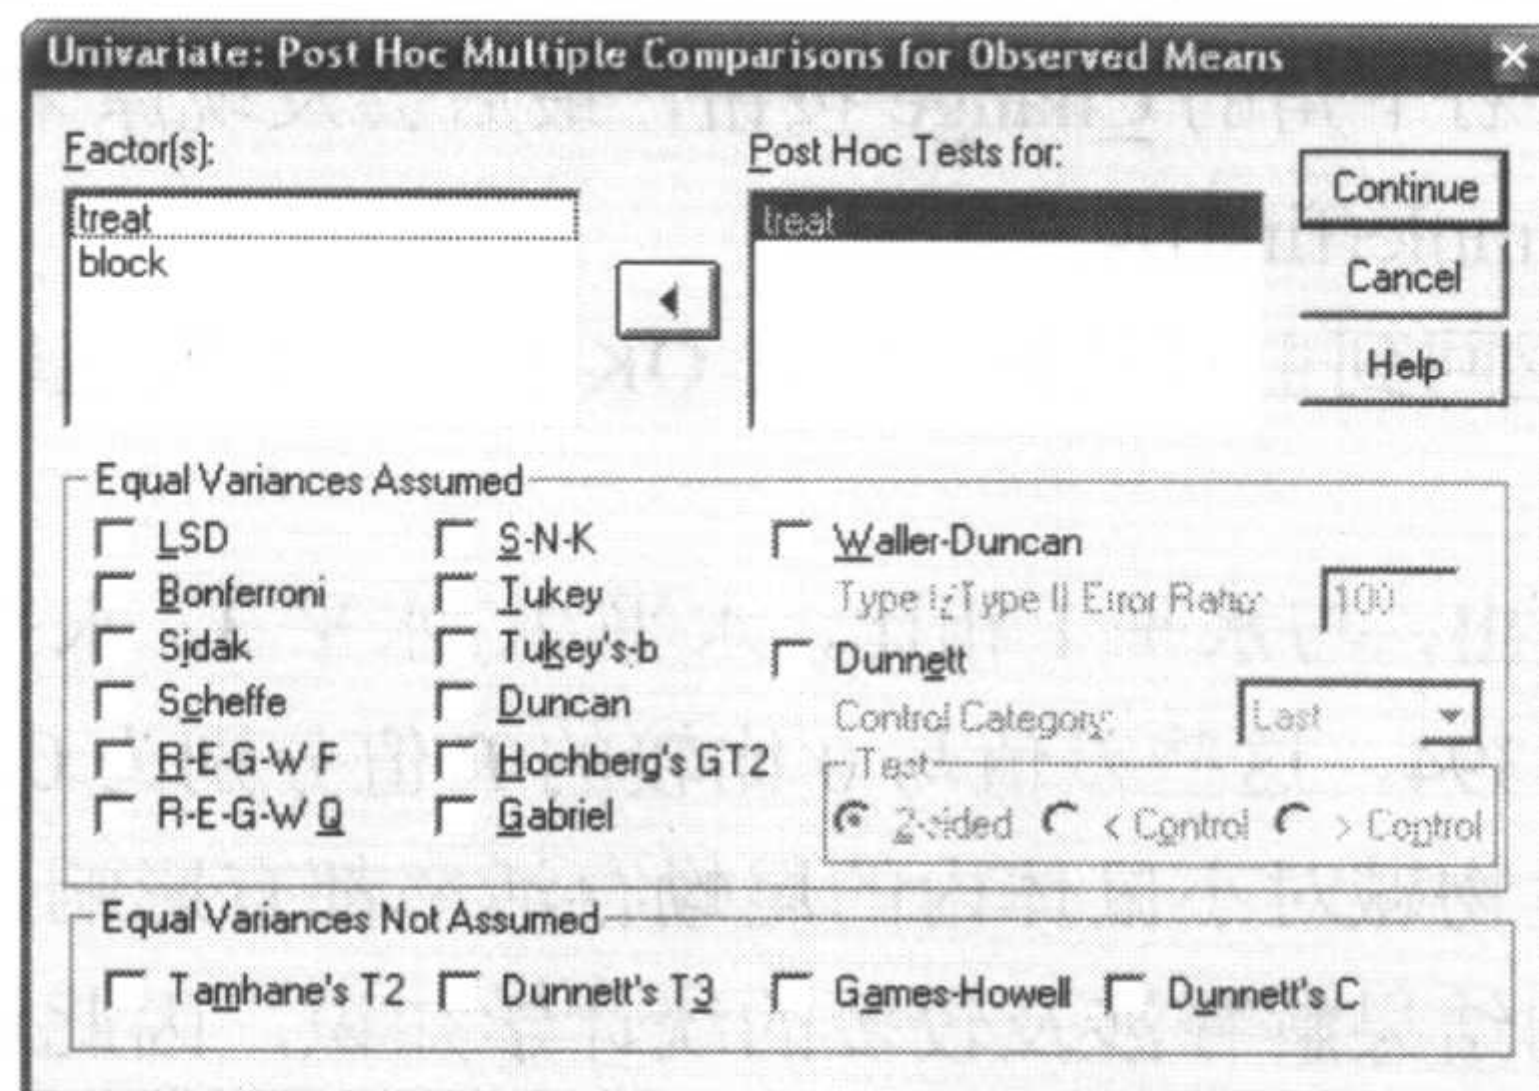 Univariate: Post Hoc Multiple Comparisons for Observed Means
Factor(s):
treat
block
Post Hoc Tests for:
treat
Continue
Cancel
Help
Equal Variances Assumed
LSD
Bonferroni
Sidak
Scheffe
R-E-G-W F
R-E-G-W Q
S-N-K
Tukey
Tukey's-b
Duncan
Hochberg's GT2
Gabriel
Waller-Duncan
Type I/Type II Error Ratio: 100
Dunnett
Control Category: Last
Test
2-sided < Control > Control
Equal Variances Not Assumed
Tamhane's T2 Dunnett's T3 Games-Howell Dunnett's C